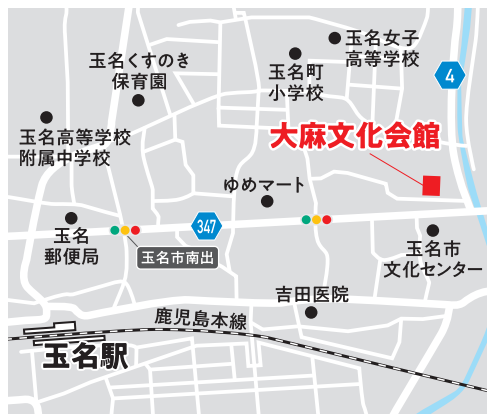 玉名女子
高等学校
玉名くすのき
保育園
玉名町
小学校
4
玉名高等学校
附属中学校
大麻文化会館
ゆめマート
347
玉名
郵便局
玉名市南出
玉名市
文化センター
吉田医院
鹿児島本線
玉名駅